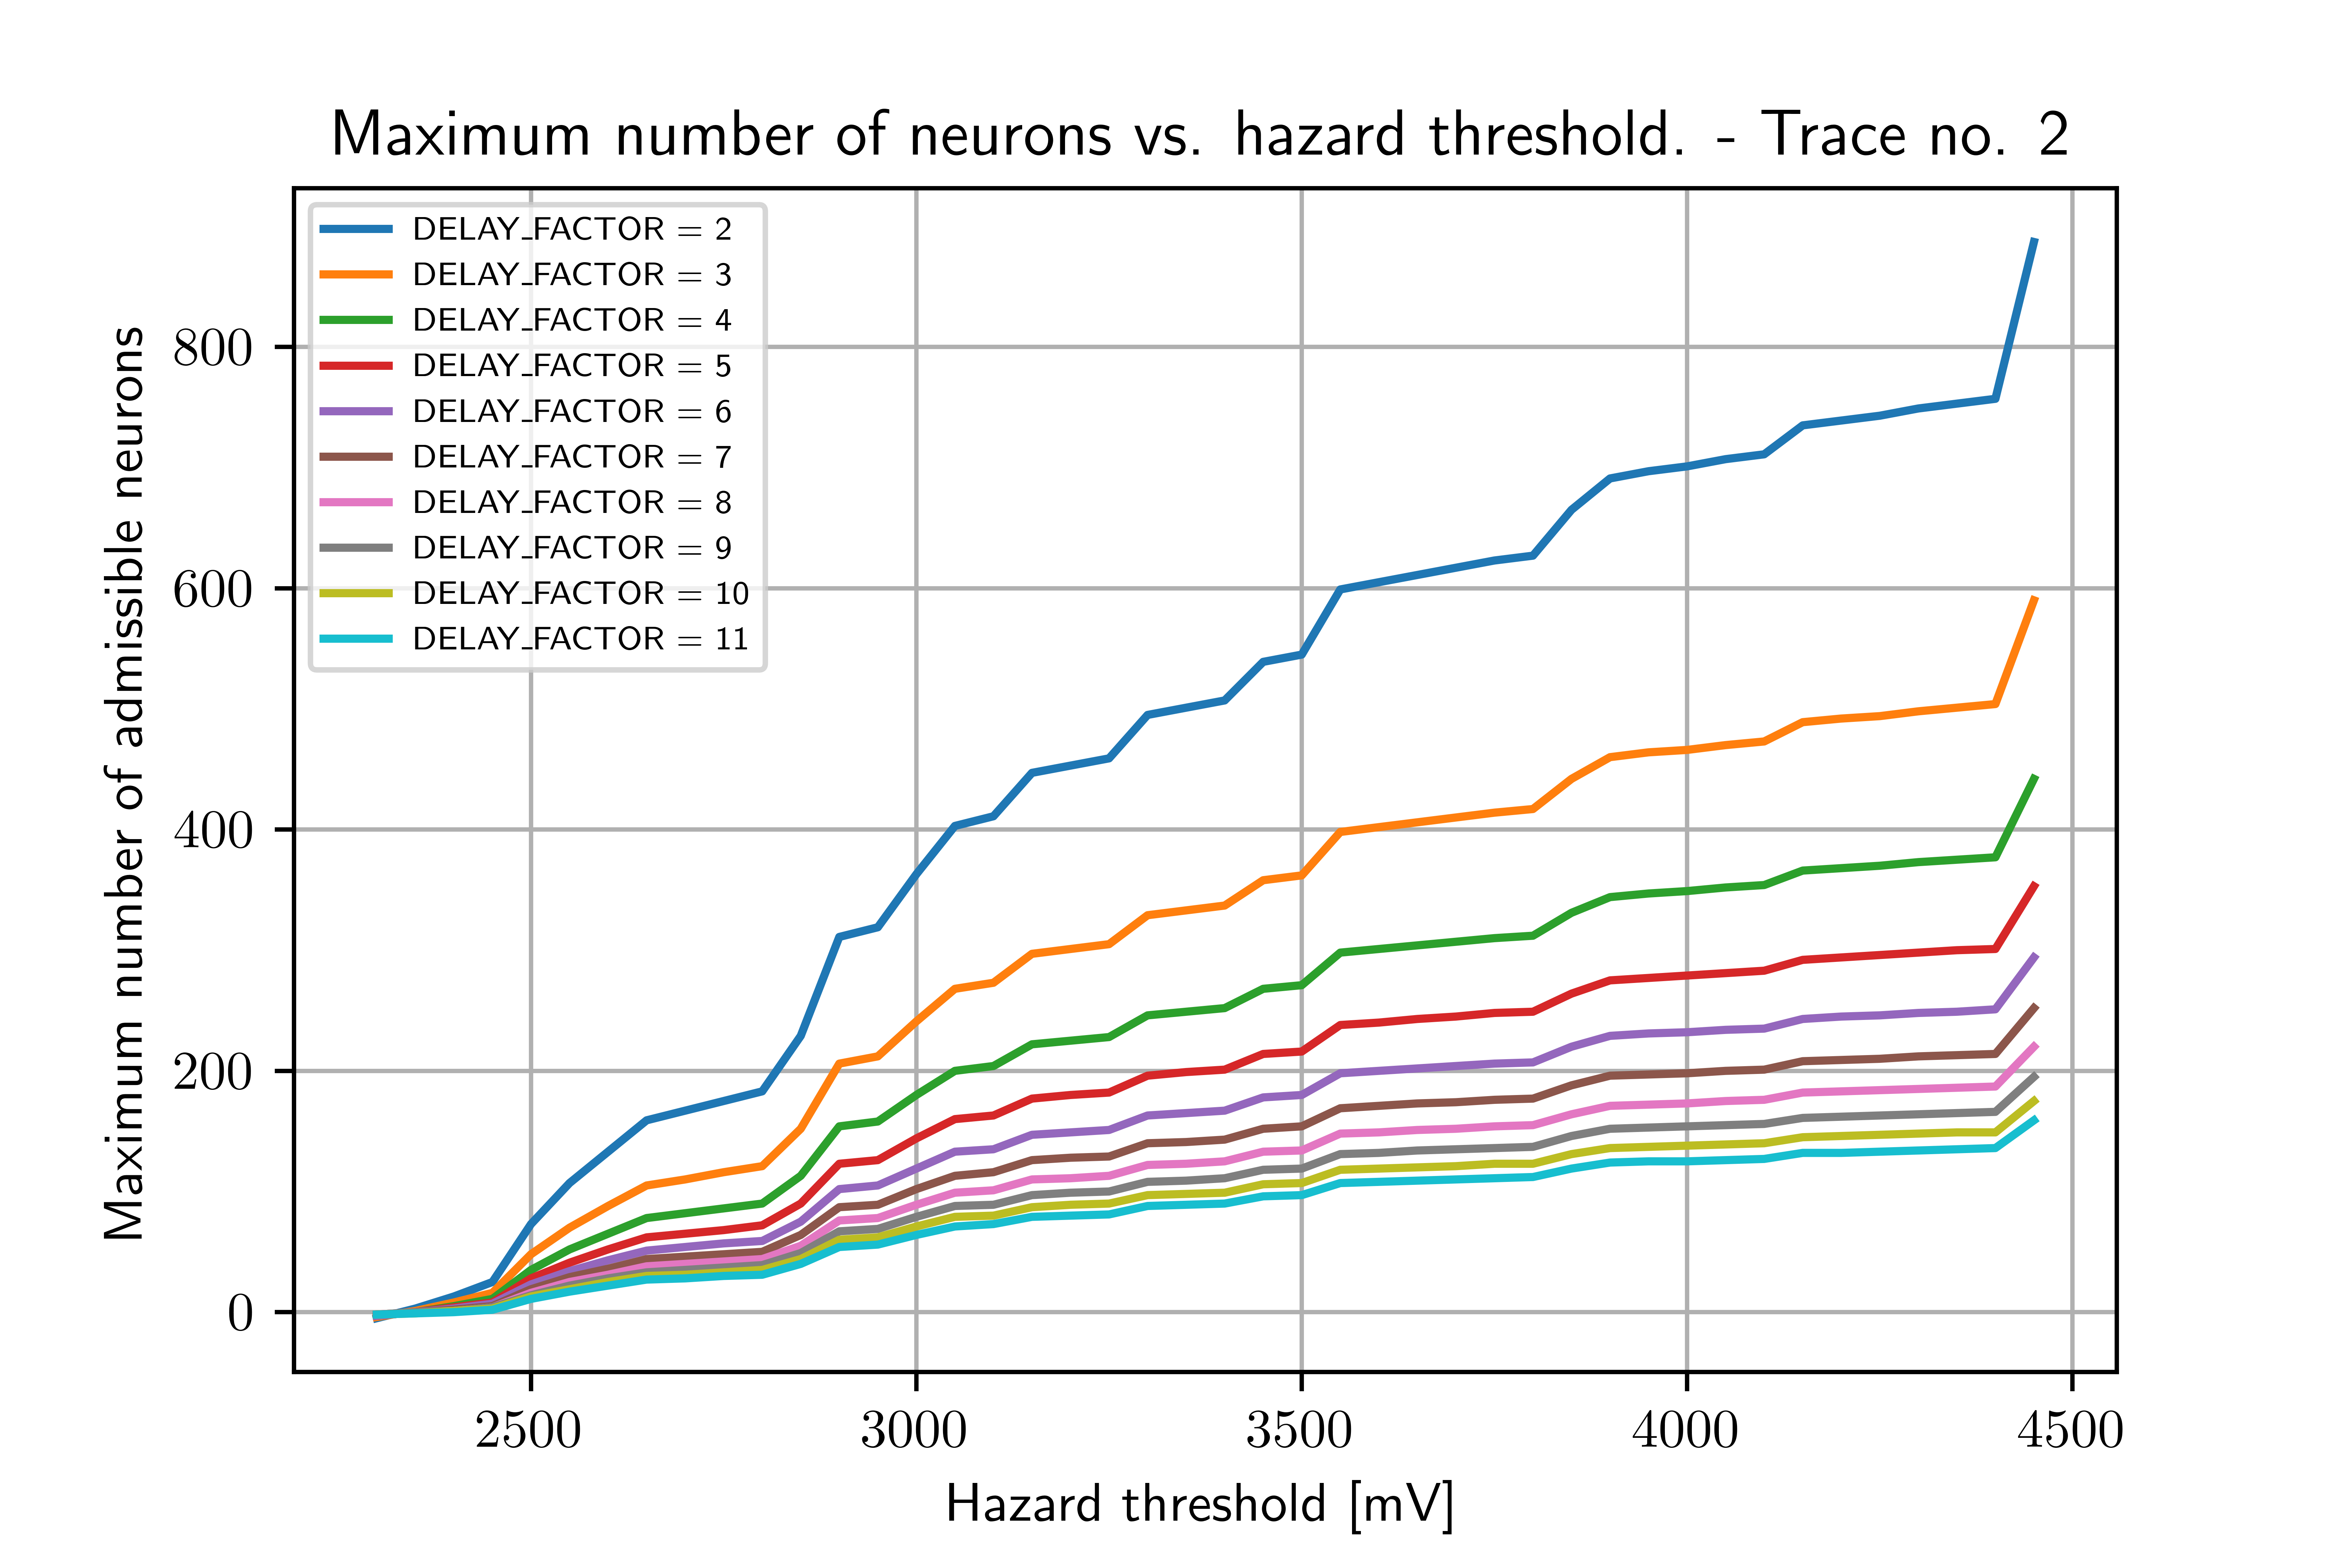 Maximum number of neurons vs. hazard threshold. - Trace no. 2
DELAY_FACTOR = 2
DELAY_FACTOR = 3
DELAY_FACTOR = 4
DELAY_FACTOR = 5
DELAY_FACTOR = 6
DELAY_FACTOR = 7
DELAY_FACTOR = 8
DELAY_FACTOR = 9
DELAY_FACTOR = 10
DELAY_FACTOR = 11
Maximum number of admissible neurons
800
600
400
200
0
2500 3000 3500 4000 4500
Hazard threshold [mV]